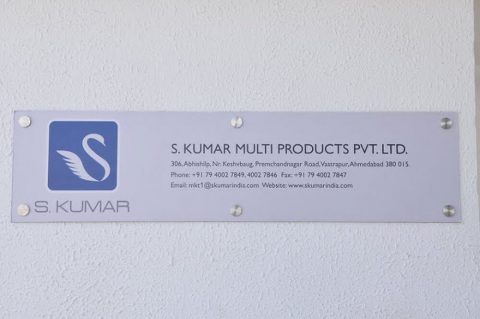 S. KUMAR MULTI PRODUCTS PVT. LTD.
306, Abhishilp, Nr. Keshvbaug, Premchandnagar Road, Vastrapur, Ahmedabad 380 015.
Phone: +91 79 4002 7849, 4002 7846 Fax: +91 79 4002 7847
Email: mkt1@skumarindia.com Website: www.skumarindia.com
S. KUMAR